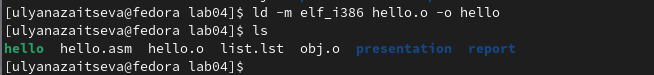 [ulyanazaitseva@fedora lab04]$ ld -m elf_i386 hello.o -o hello
[ulyanazaitseva@fedora lab04]$ ls
hello  hello.asm  hello.o  list.lst  obj.o  presentation  report
[ulyanazaitseva@fedora lab04]$